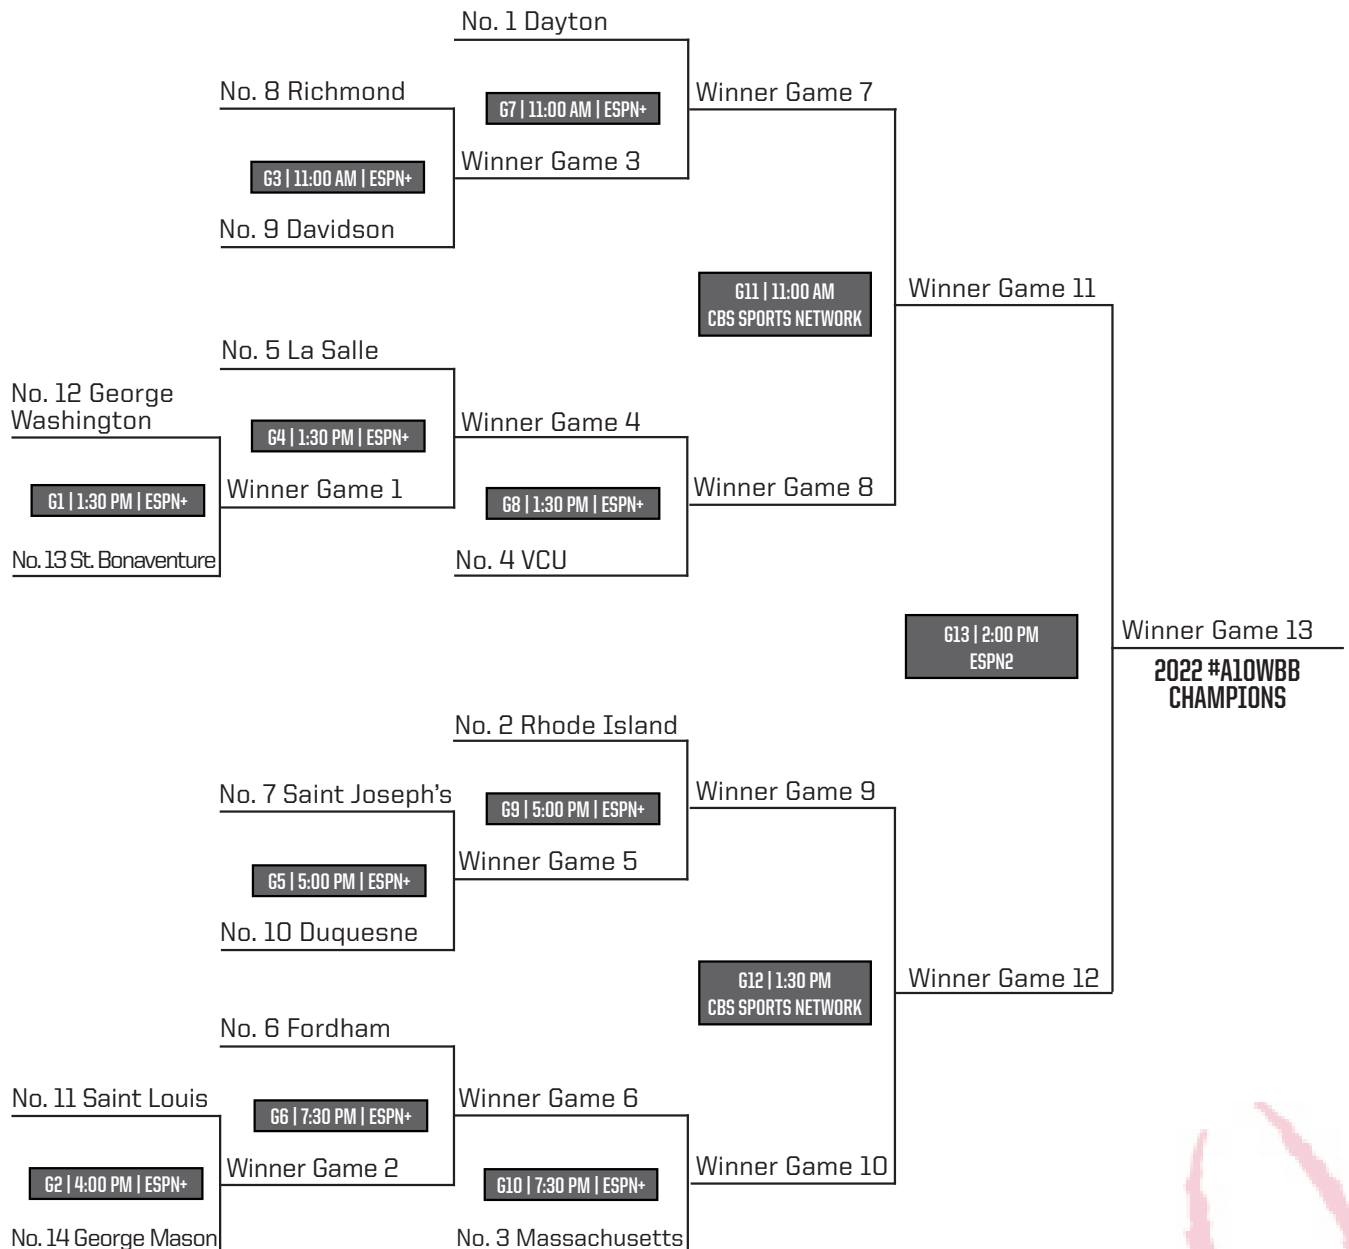 No. 1 Dayton
No. 8 Richmond
G7 | 11:00 AM | ESPN+
Winner Game 7
G3 | 11:00 AM | ESPN+
Winner Game 3
No. 9 Davidson
G11 | 11:00 AM
CBS SPORTS NETWORK
Winner Game 11
No. 5 La Salle
No. 12 George
Washington
G4 | 1:30 PM | ESPN+
Winner Game 4
G1 | 1:30 PM | ESPN+
Winner Game 1
G8 | 1:30 PM | ESPN+
Winner Game 8
No. 13 St. Bonaventure
No. 4 VCU
G13 | 2:00 PM
ESPN2
Winner Game 13
2022 #A10WBB
CHAMPIONS
No. 2 Rhode Island
No. 7 Saint Joseph's
G9 | 5:00 PM | ESPN+
Winner Game 9
G5 | 5:00 PM | ESPN+
Winner Game 5
No. 10 Duquesne
G12 | 1:30 PM
CBS SPORTS NETWORK
Winner Game 12
No. 6 Fordham
No. 11 Saint Louis
G6 | 7:30 PM | ESPN+
Winner Game 6
G2 | 4:00 PM | ESPN+
Winner Game 2
G10 | 7:30 PM | ESPN+
Winner Game 10
No. 14 George Mason
No. 3 Massachusetts